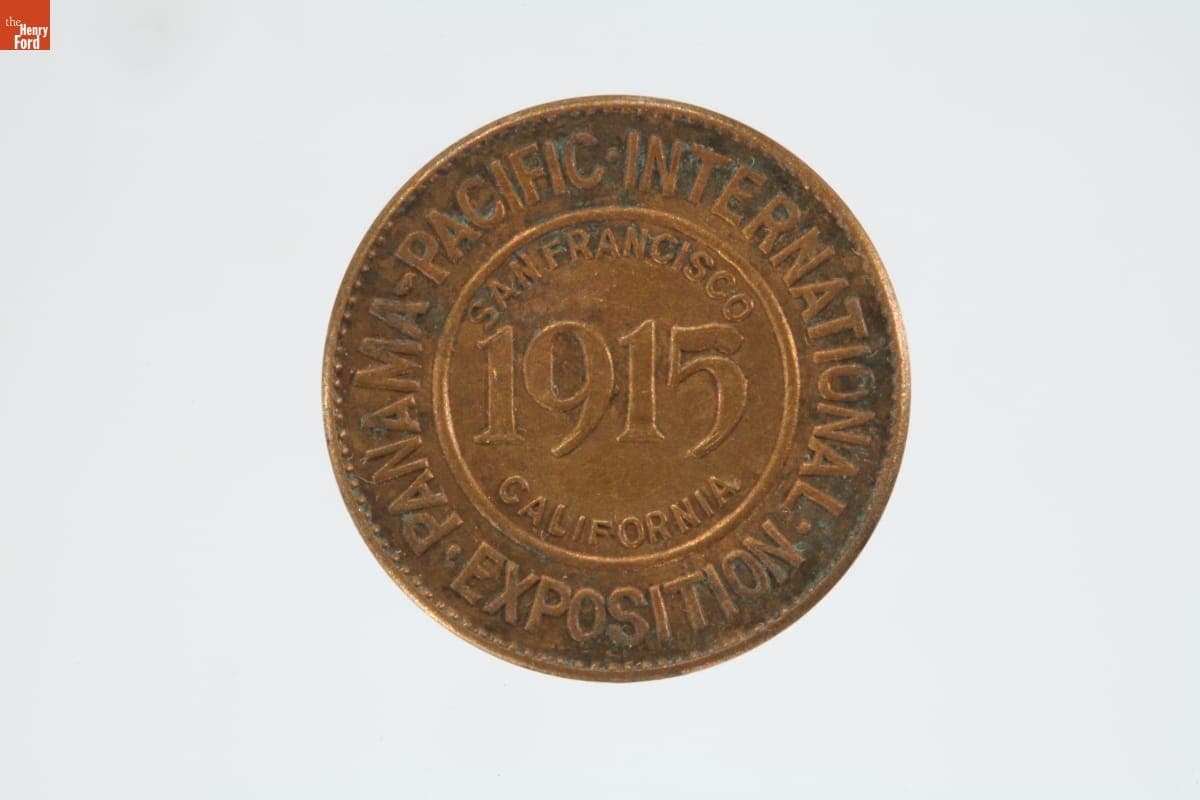 the
Henry
Ford
PANAMA-PACIFIC·INTERNATIONAL·
EXPOSITION·
SAN FRANCISCO
1915
CALIFORNIA